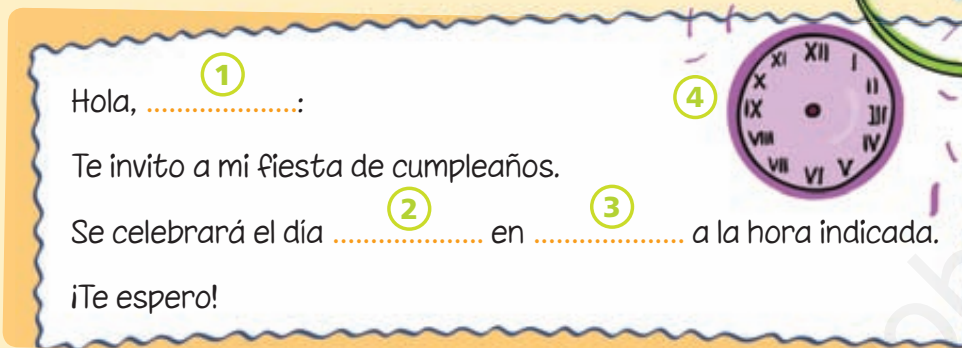 1
Hola, ....................:
4
XII
I
II
III
IV
V
VI
VII
VIII
IX
X
XI
Te invito a mi fiesta de cumpleaños.
2
3
Se celebrará el día .................... en .................... a la hora indicada.
¡Te espero!